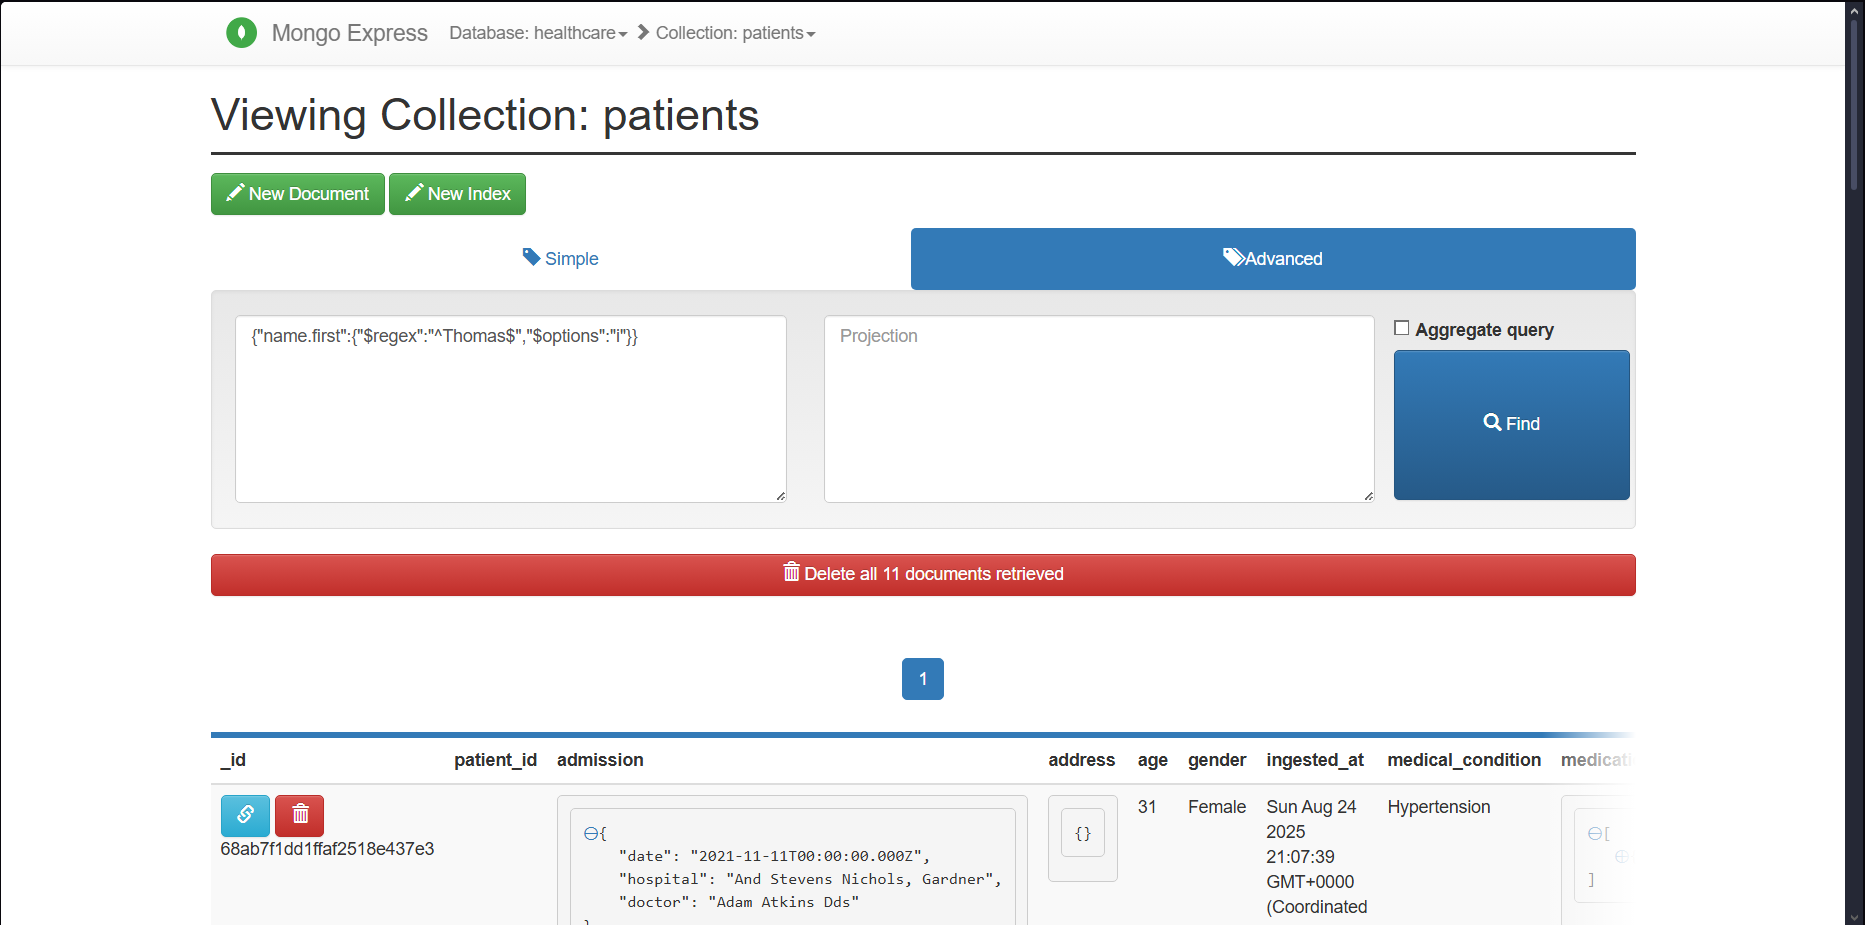 Mongo Express Database: healthcare Collection: patients
Viewing Collection: patients
New Document New Index
Simple Advanced
{"name.first":{"$regex":"^Thomas$","$options":"i"}} Projection Aggregate query
Find
Delete all 11 documents retrieved
1
_id patient_id admission address age gender ingested_at medical_condition medicati
31 Female Sun Aug 24 Hypertension
{ {} 2025 [
68ab7f1dd1ffaf2518e437e3
"date": "2021-11-11T00:00:00.000Z", 21:07:39
"hospital": "And Stevens Nichols, Gardner", GMT+0000 ]
"doctor": "Adam Atkins Dds" (Coordinated
}